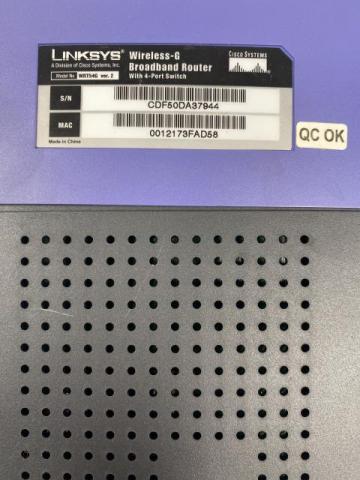 LINKSYS®
A Division of Cisco Systems, Inc.
Model No. WRT54G ver. 2
Wireless-G
Broadband Router
With 4-Port Switch
CISCO SYSTEMS
S/N
CDF50DA37944
MAC
0012173FAD58
Made in China
QC OK